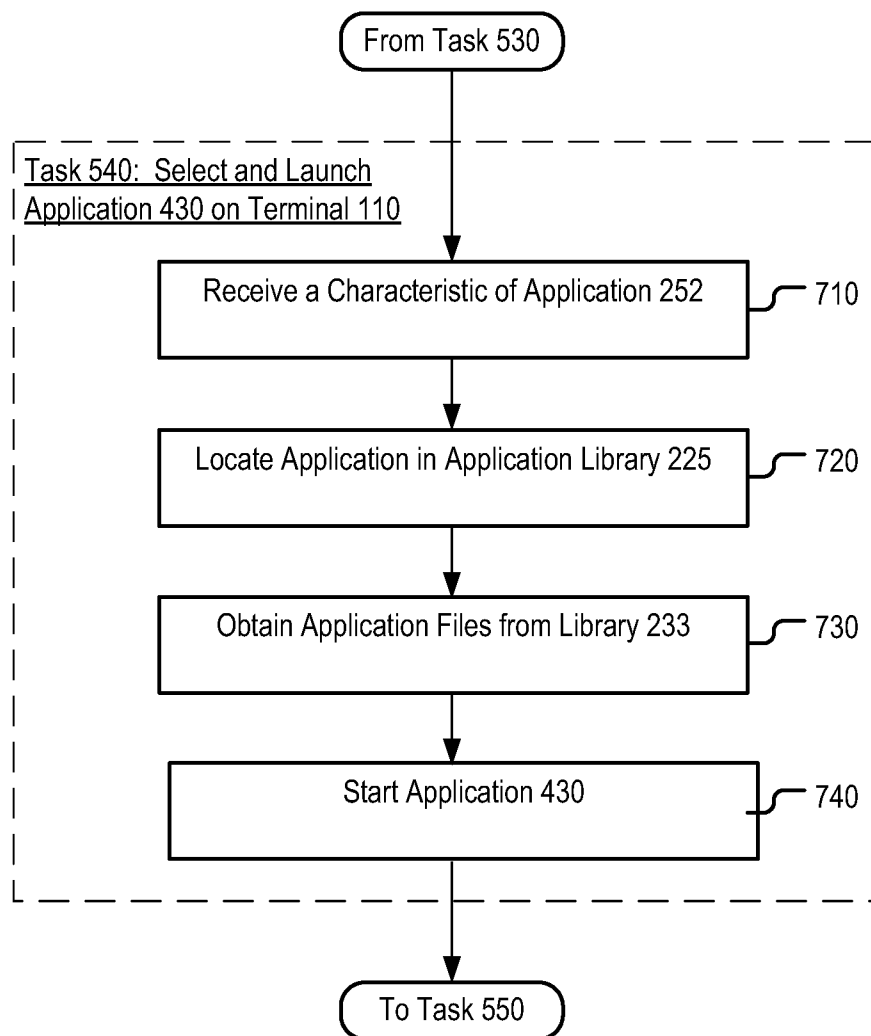 From Task 530
Task 540: Select and Launch
Application 430 on Terminal 110
Receive a Characteristic of Application 252
710
Locate Application in Application Library 225
720
Obtain Application Files from Library 233
730
Start Application 430
740
To Task 550